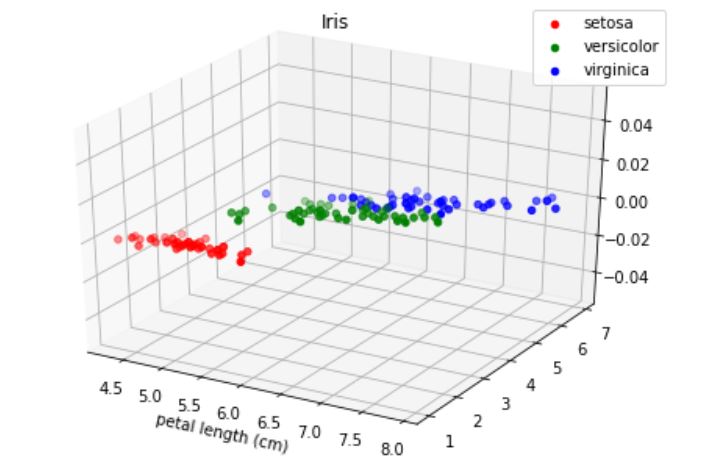 Iris
setosa
versicolor
virginica
0.04
0.02
0.00
−0.02
−0.04
7
6
5
4
3
2
1
4.5 5.0 5.5 6.0 6.5 7.0 7.5 8.0
petal length (cm)